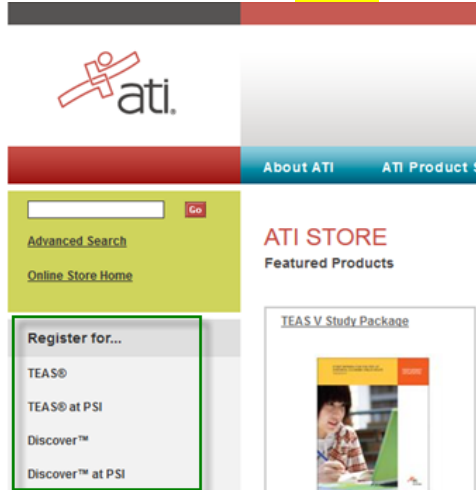 ati.
About ATI
ATI Product
Go
Advanced Search
Online Store Home
ATI STORE
Featured Products
Register for...
TEAS®
TEAS® at PSI
Discover™
Discover™ at PSI
TEAS V Study Package